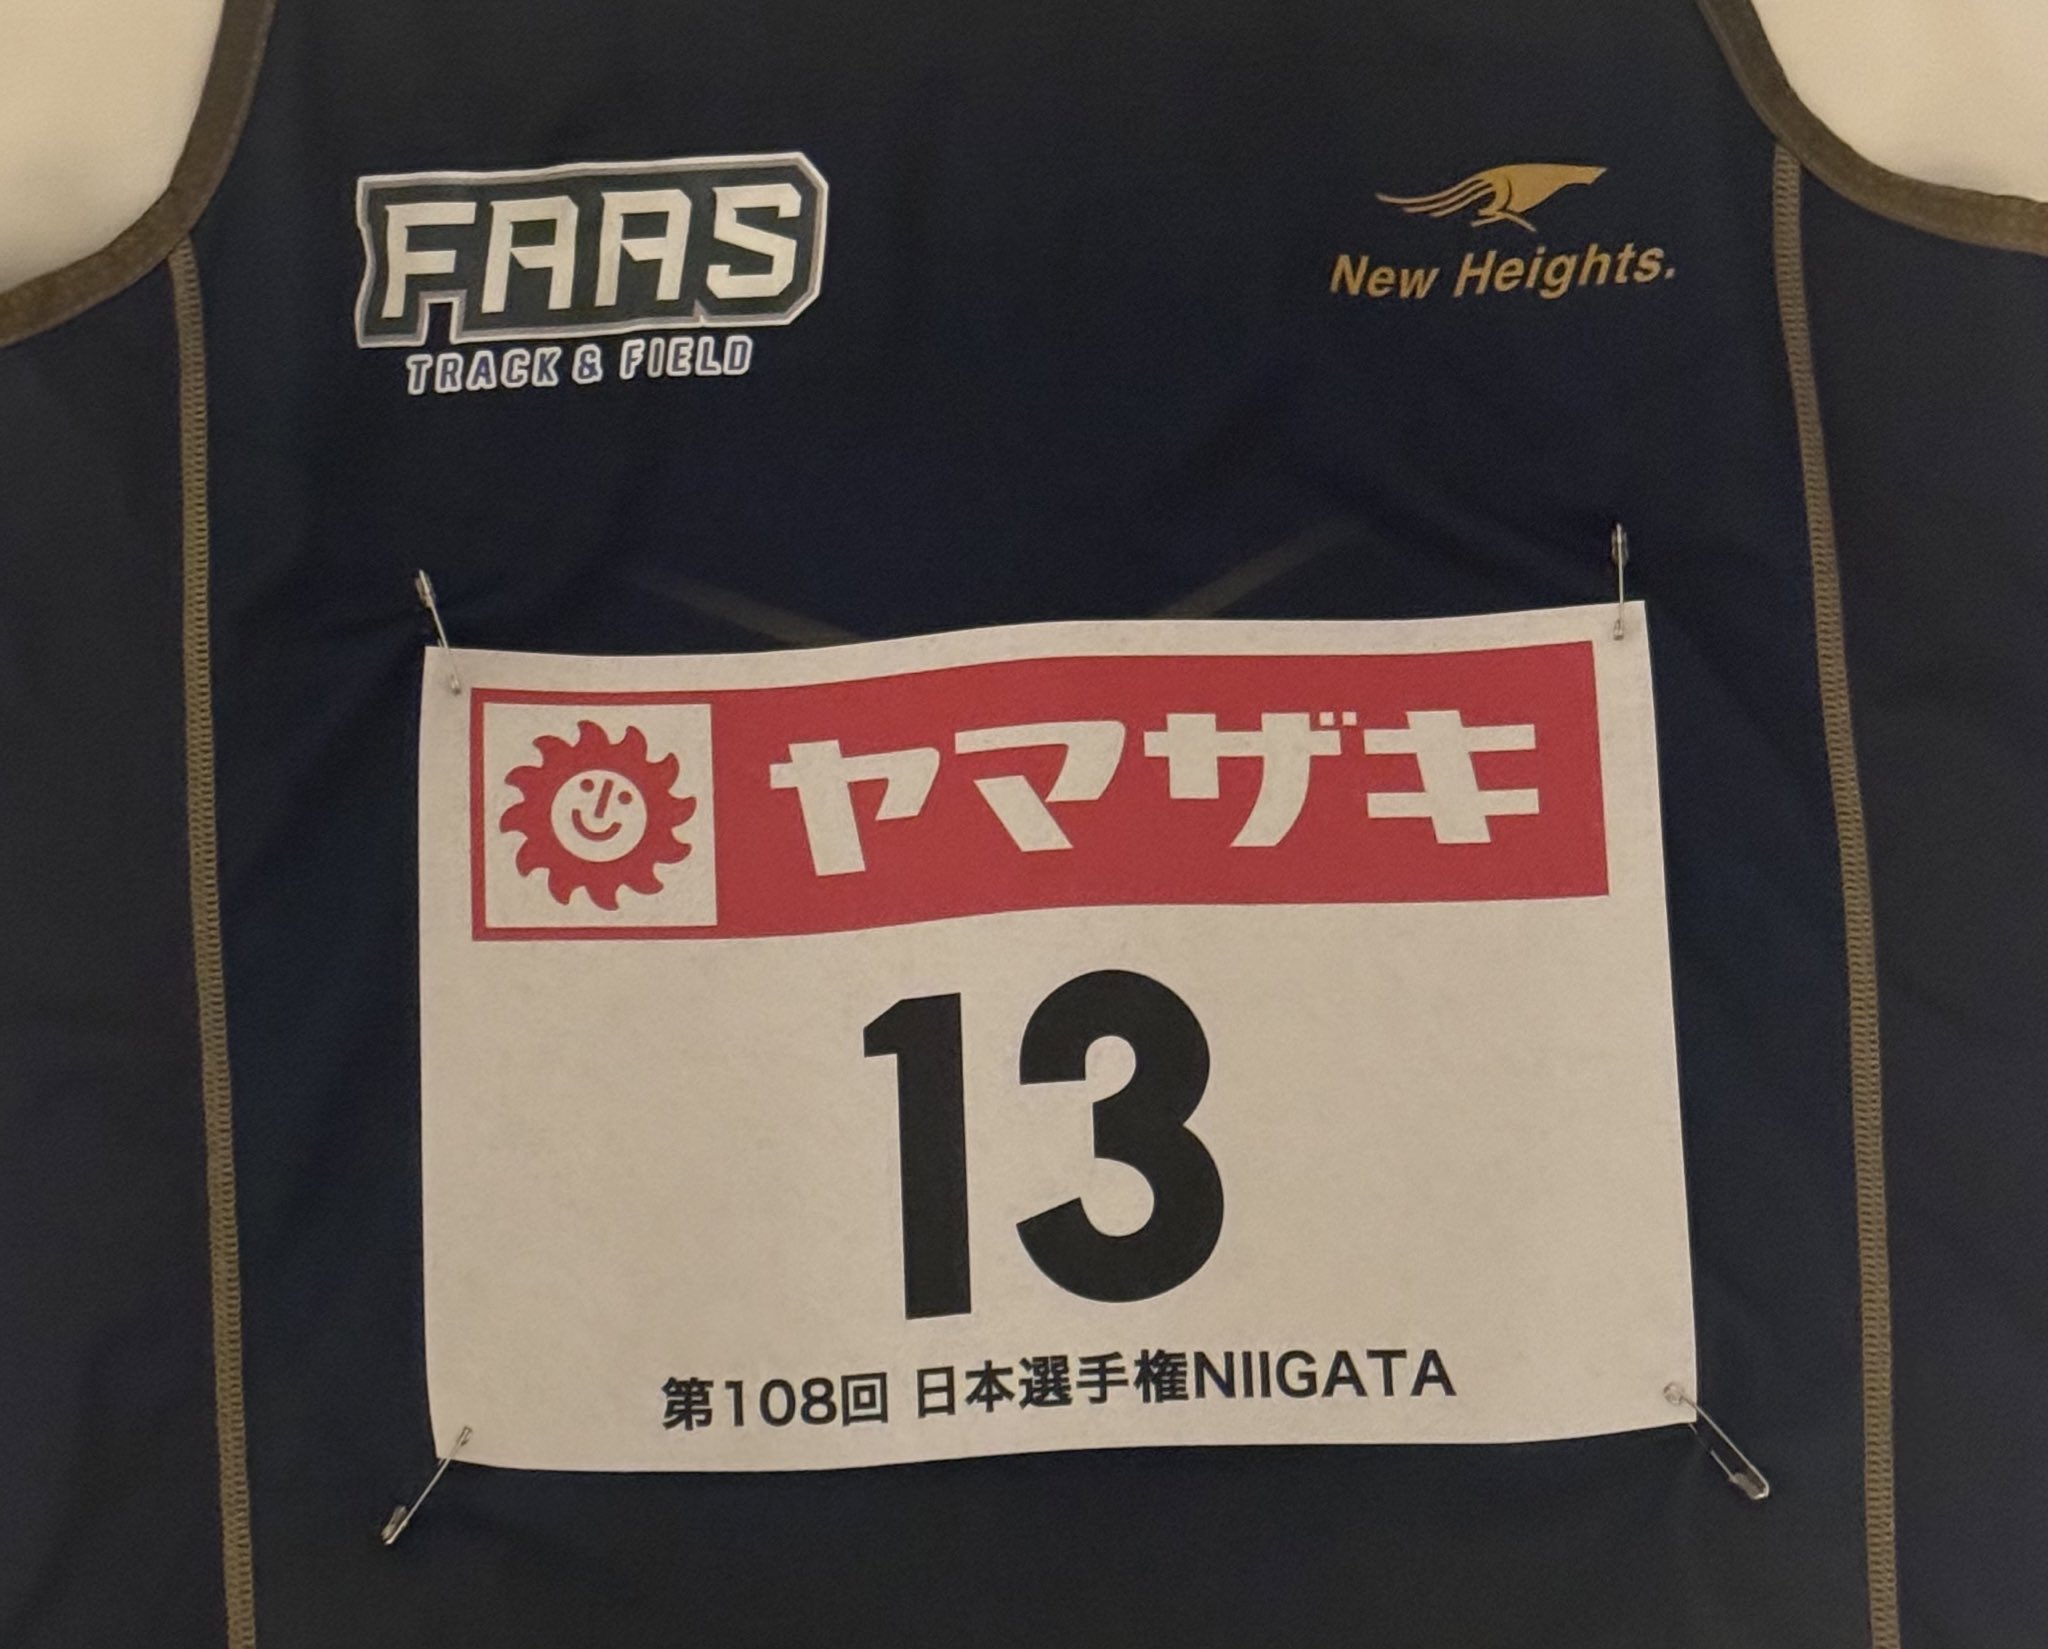 FAAS
TRACK & FIELD
New Heights.
ヤマザキ
13
第108回 日本選手権NIIGATA